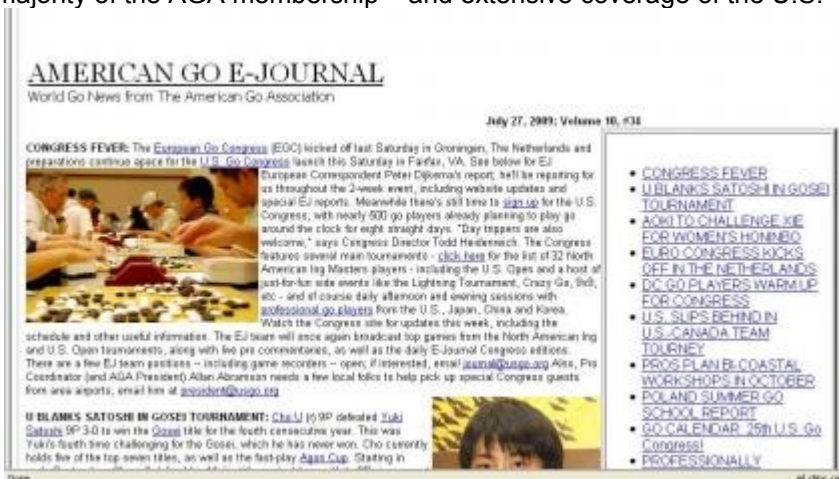 majority of the AGA membership – and extensive coverage of the U.S.
AMERICAN GO E-JOURNAL
World Go News from The American Go Association
July 27, 2009; Volume 10, #34
CONGRESS FEVER: The European Go Congress (EGC) kicked off last Saturday in Groningen, The Netherlands and
preparations continue apace for the U.S. Go Congress launch this Saturday in Fairfax, VA. See below for EJ
European Correspondent Peter Dijkema's report; he'll be reporting for
us throughout the 2-week event, including website updates and
special EJ reports. Meanwhile there's still time to sign up for the U.S.
Congress, with nearly 500 go players already planning to play go
around the clock for eight straight days. "Day trippers are also
welcome," says Congress Director Todd Heidenreich. The Congress
features several main tournaments - click here for the list of 32 North
American Ing Masters players - including the U.S. Open and a host of
just-for-fun side events like the Lightning Tournament, Crazy Go, 9x9,
etc - and of course daily afternoon and evening sessions with
professional go players from the U.S., Japan, China and Korea.
Watch the Congress site for updates this week, including the
schedule and other useful information. The EJ team will once again broadcast top games from the North American Ing
and U.S. Open tournaments, along with live pro commentaries, as well as the daily E-Journal Congress editions.
There are a few EJ team positions -- including game recorders -- open; if interested, email journal@usgo.org Also, Pro
Coordinator (and AGA President) Allan Abramson needs a few local folks to help pick up special Congress guests
from area airports; email him at president@usgo.org
U BLANKS SATOSHI IN GOSEI TOURNAMENT: Cho U (r) 9P defeated Yuki
Satoshi 9P 3-0 to win the Gosei title for the fourth consecutive year. This was
Yuki's fourth time challenging for the Gosei, which he has never won. Cho currently
holds five of the top seven titles, as well as the fast-play Agon Cup. Starting in
• CONGRESS FEVER
• U BLANKS SATOSHI IN GOSEI
TOURNAMENT
• AOKI TO CHALLENGE XIE
FOR WOMEN'S HONINBO
• EURO CONGRESS KICKS
OFF IN THE NETHERLANDS
• DC GO PLAYERS WARM UP
FOR CONGRESS
• U.S. SLIPS BEHIND IN
U.S.-CANADA TEAM
TOURNEY
• PROS PLAN BI-COASTAL
WORKSHOPS IN OCTOBER
• POLAND SUMMER GO
SCHOOL REPORT
• GO CALENDAR: 25th U.S. Go
Congress!
• PROFESSIONALLY
Done